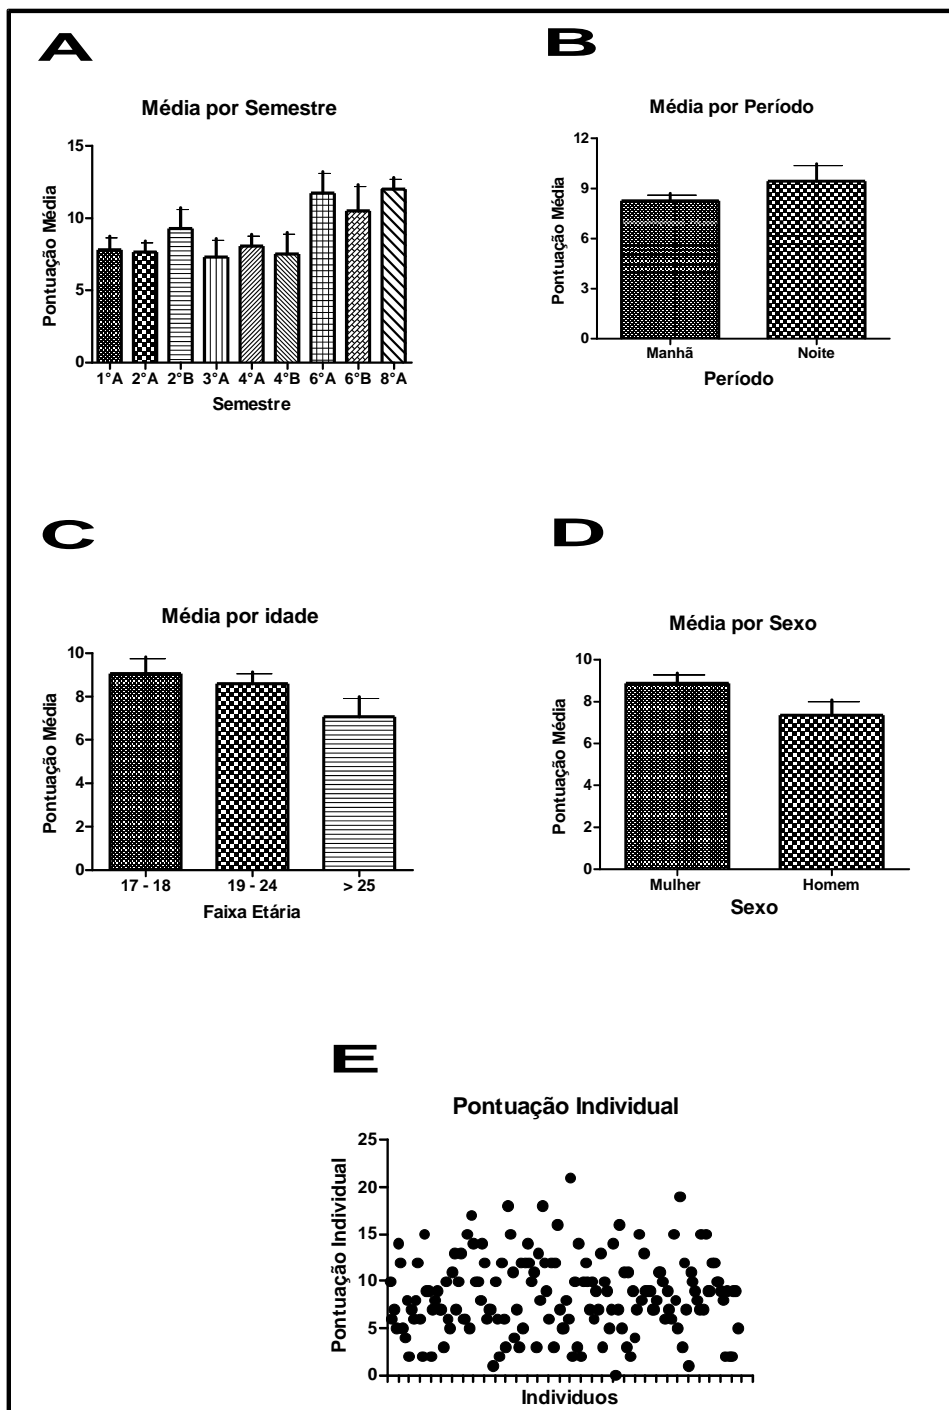 A
Média por Semestre
Pontuação Média
15
10
5
0
1°A 2°A 2°B 3°A 4°A 4°B 6°A 6°B 8°A
Semestre
B
Média por Período
Pontuação Média
12
9
6
3
0
Manhã Noite
Período
C
Média por idade
Pontuação Média
10
8
6
4
2
0
17 - 18 19 - 24 > 25
Faixa Etária
D
Média por Sexo
Pontuação Média
10
8
6
4
2
0
Mulher Homem
Sexo
E
Pontuação Individual
Pontuação Individual
25
20
15
10
5
0
Individuos